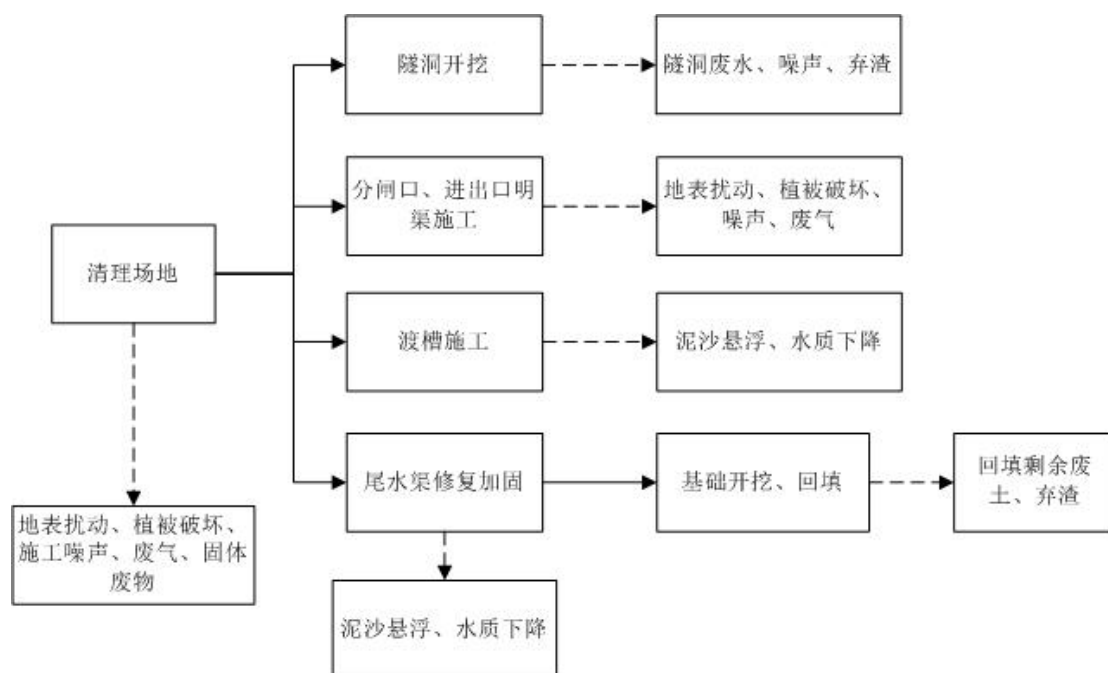 隧洞开挖
隧洞废水、噪声、弃渣
分闸口、进出口明
渠施工
地表扰动、植被破坏、
噪声、废气
清理场地
渡槽施工
泥沙悬浮、水质下降
尾水渠修复加固
基础开挖、回填
回填剩余废
土、弃渣
地表扰动、植被破坏、
施工噪声、废气、固体
废物
泥沙悬浮、水质下降